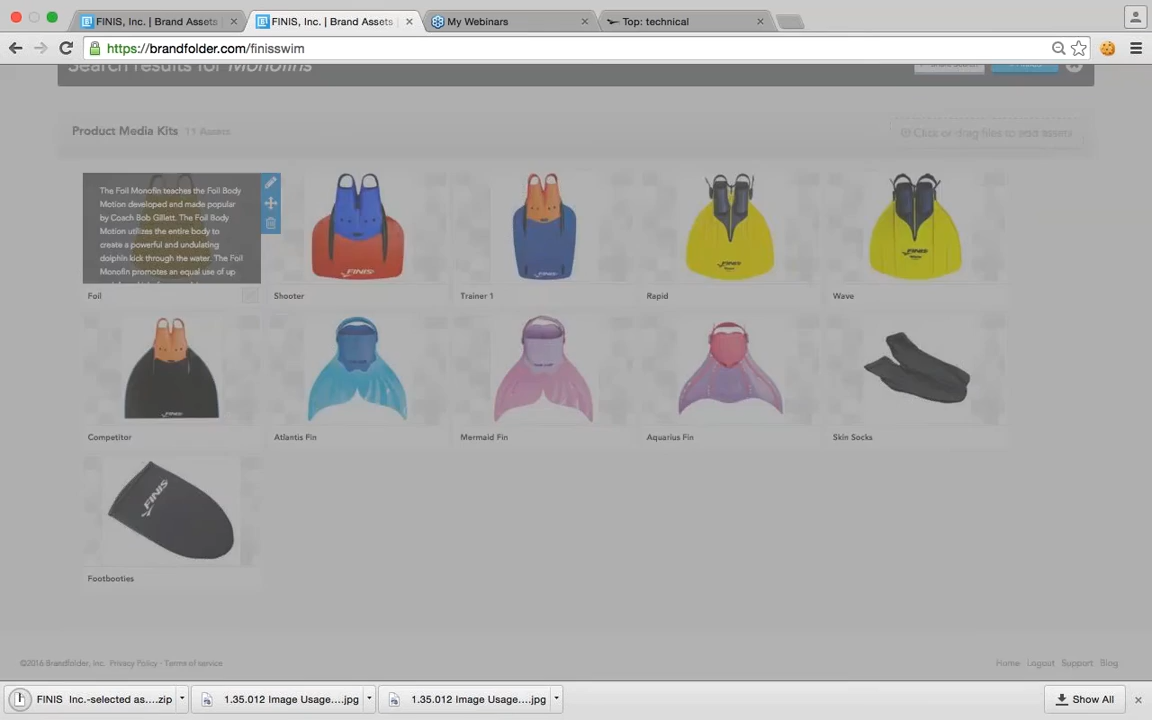 FINIS, Inc. | Brand Assets
FINIS, Inc. | Brand Assets
My Webinars
Top: technical
https://brandfolder.com/finisswim
Search results for Monofins
Product Media Kits 11 Assets
Click or drag files to add assets
The Foil Monofin teaches the Foil Body
Motion developed and made popular
by Coach Bob Gillett. The Foil Body
Motion utilizes the entire body to
create a powerful and undulating
dolphin kick through the water. The Foil
Monofin promotes an equal use of up
FINIS
FINIS
FINIS
Foil
Shooter
Trainer 1
Rapid
Wave
FINIS
Competitor
Atlantis Fin
Mermaid Fin
Aquarius Fin
Skin Socks
FINIS
Footbooties
©2016 Brandfolder, Inc. Privacy Policy - Terms of service
Home Logout Support Blog
FINIS Inc.-selected as....zip
1.35.012 Image Usage....jpg
1.35.012 Image Usage....jpg
Show All